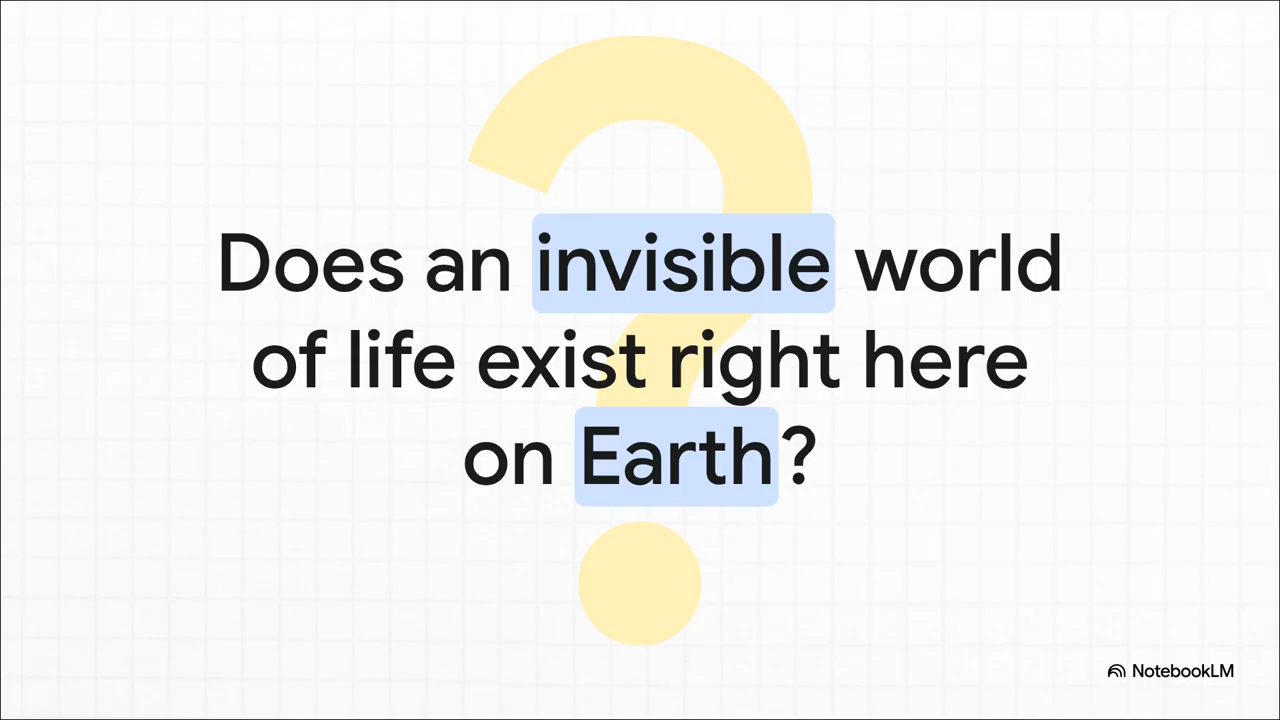 Does an invisible world
of life exist right here
on Earth?
NotebookLM